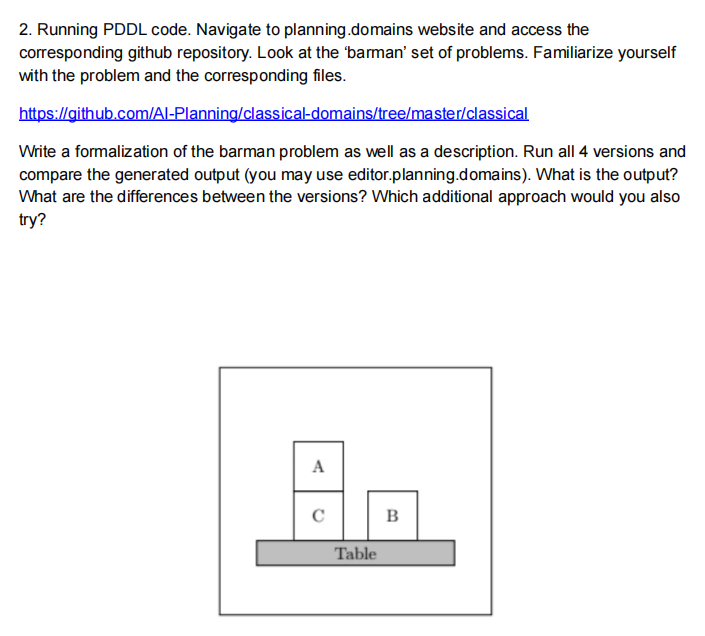 2. Running PDDL code. Navigate to planning.domains website and access the
corresponding github repository. Look at the ‘barman’ set of problems. Familiarize yourself
with the problem and the corresponding files.
https://github.com/AI-Planning/classical-domains/tree/master/classical
Write a formalization of the barman problem as well as a description. Run all 4 versions and
compare the generated output (you may use editor.planning.domains). What is the output?
What are the differences between the versions? Which additional approach would you also
try?
A
C
B
Table